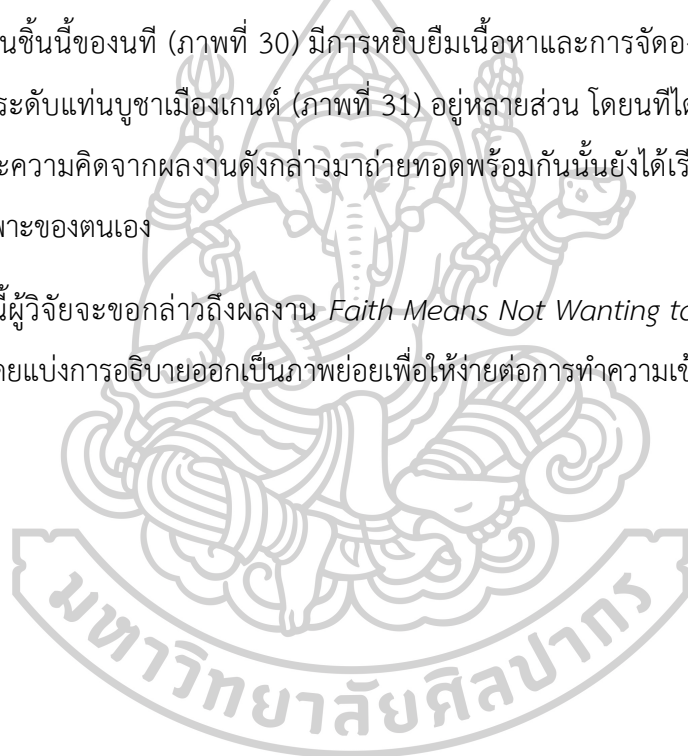 นชิ้นนี้ของนที (ภาพที่ 30) มีการหยิบยืมเนื้อหาและการจัดอ
ระดับแท่นบูชาเมืองเกนต์ (ภาพที่ 31) อยู่หลายส่วน โดยนทีได้
ะความคิดจากผลงานดังกล่าวมาถ่ายทอดพร้อมกันนั้นยังได้เรี
พาะของตนเอง
นี้ผู้วิจัยจะขอกล่าวถึงผลงาน Faith Means Not Wanting to
ดยแบ่งการอธิบายออกเป็นภาพย่อยเพื่อให้ง่ายต่อการทำความเข้
มหาวิทยาลัยศิลปากร